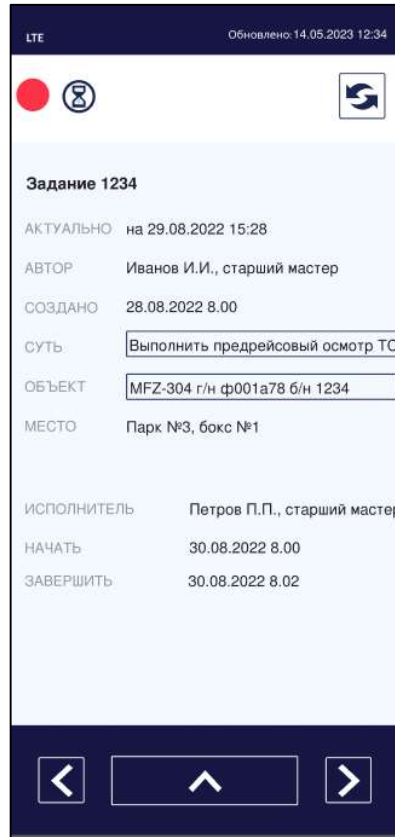 LTE Обновлено: 14.05.2023 12:34
Задание 1234
АКТУАЛЬНО на 29.08.2022 15:28
АВТОР Иванов И.И., старший мастер
СОЗДАНО 28.08.2022 8.00
СУТЬ Выполнить предрейсовый осмотр ТС
ОБЪЕКТ MFZ-304 г/н ф001а78 б/н 1234
МЕСТО Парк №3, бокс №1
ИСПОЛНИТЕЛЬ Петров П.П., старший мастер
НАЧАТЬ 30.08.2022 8.00
ЗАВЕРШИТЬ 30.08.2022 8.02